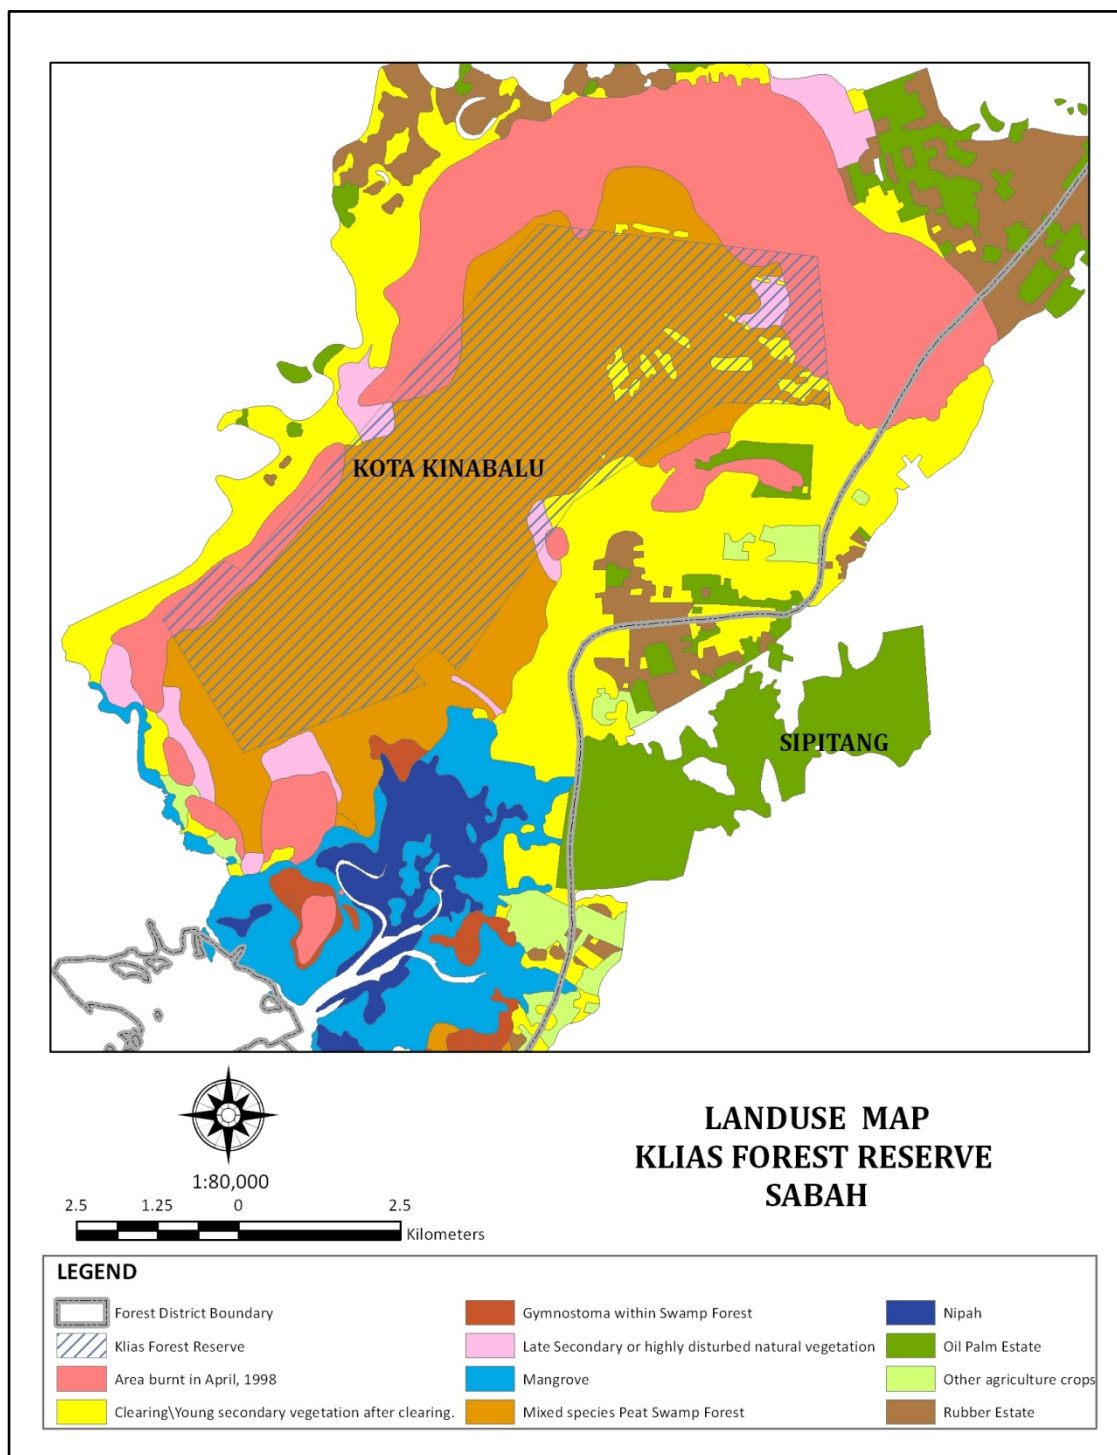 KOTA KINABALU
SIPITANG
1:80,000
2.5 1.25 0 2.5
Kilometers
LANDUSE MAP
KLIAS FOREST RESERVE
SABAH
LEGEND
Forest District Boundary
Klias Forest Reserve
Area burnt in April, 1998
Clearing\Young secondary vegetation after clearing.
Gymnostoma within Swamp Forest
Late Secondary or highly disturbed natural vegetation
Mangrove
Mixed species Peat Swamp Forest
Nipah
Oil Palm Estate
Other agriculture crops
Rubber Estate